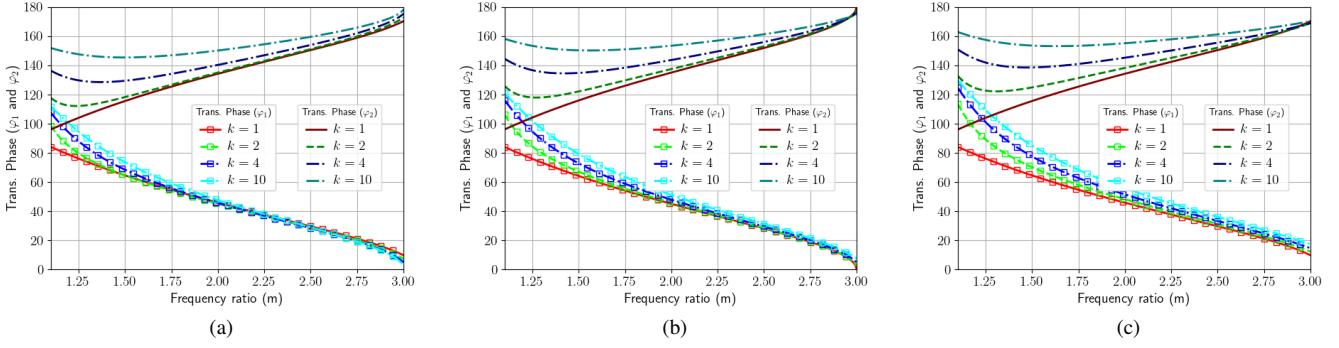 180
160
140
120
100
80
60
40
20
0
Trans. Phase (φ₁ and φ₂)
Trans. Phase (φ₁) Trans. Phase (φ₂)
k = 1 k = 1
k = 2 k = 2
k = 4 k = 4
k = 10 k = 10
1.25 1.50 1.75 2.00 2.25 2.50 2.75 3.00
Frequency ratio (m)
(a)
180
160
140
120
100
80
60
40
20
0
Trans. Phase (φ₁ and φ₂)
Trans. Phase (φ₁) Trans. Phase (φ₂)
k = 1 k = 1
k = 2 k = 2
k = 4 k = 4
k = 10 k = 10
1.25 1.50 1.75 2.00 2.25 2.50 2.75 3.00
Frequency ratio (m)
(b)
180
160
140
120
100
80
60
40
20
0
Trans. Phase (φ₁ and φ₂)
Trans. Phase (φ₁) Trans. Phase (φ₂)
k = 1 k = 1
k = 2 k = 2
k = 4 k = 4
k = 10 k = 10
1.25 1.50 1.75 2.00 2.25 2.50 2.75 3.00
Frequency ratio (m)
(c)